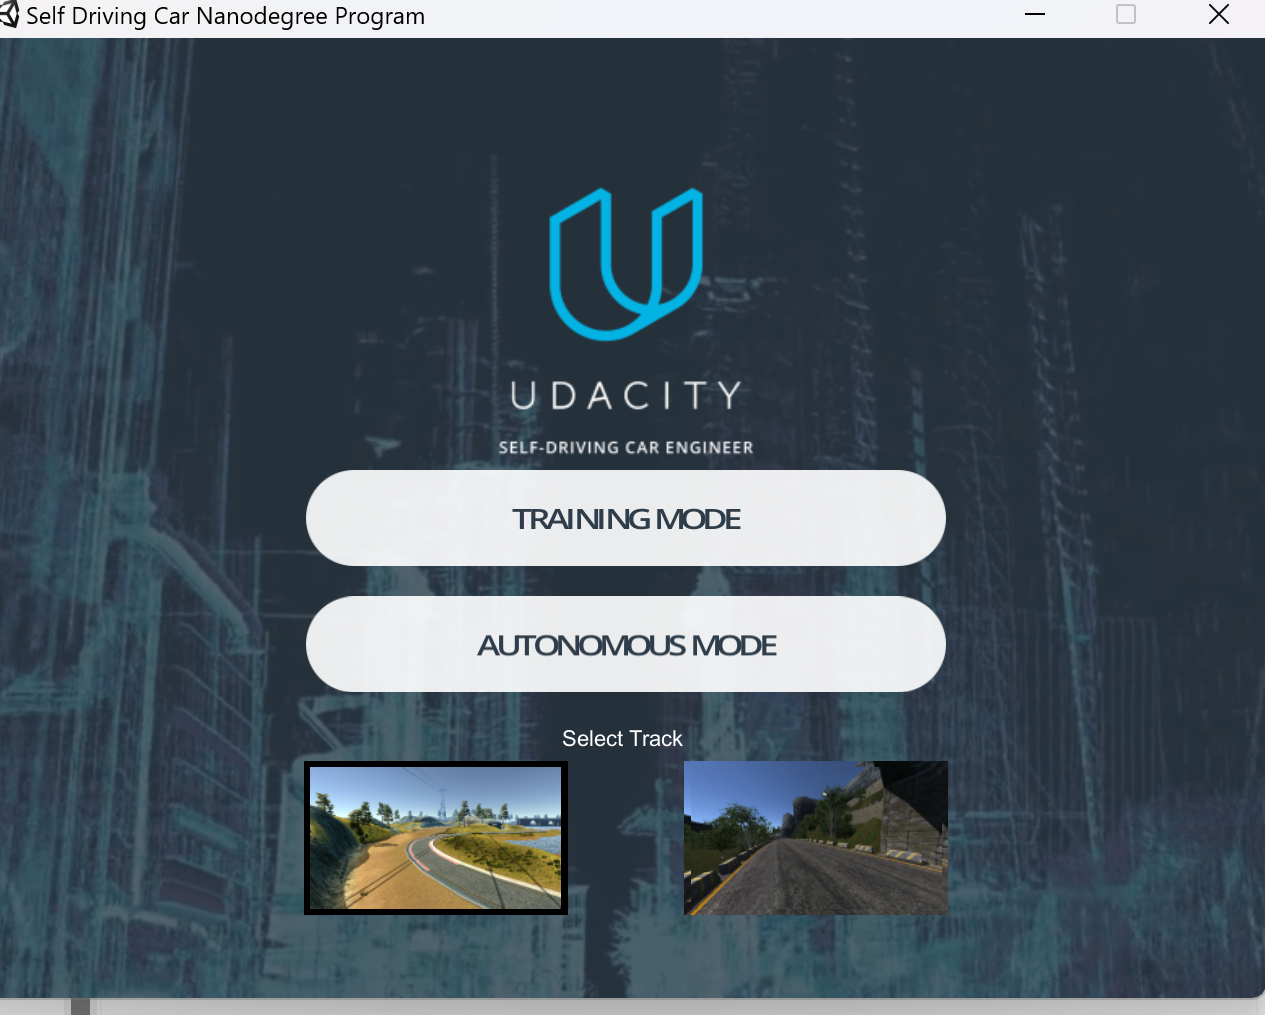 Self Driving Car Nanodegree Program
UDACITY
SELF-DRIVING CAR ENGINEER
TRAINING MODE
AUTONOMOUS MODE
Select Track